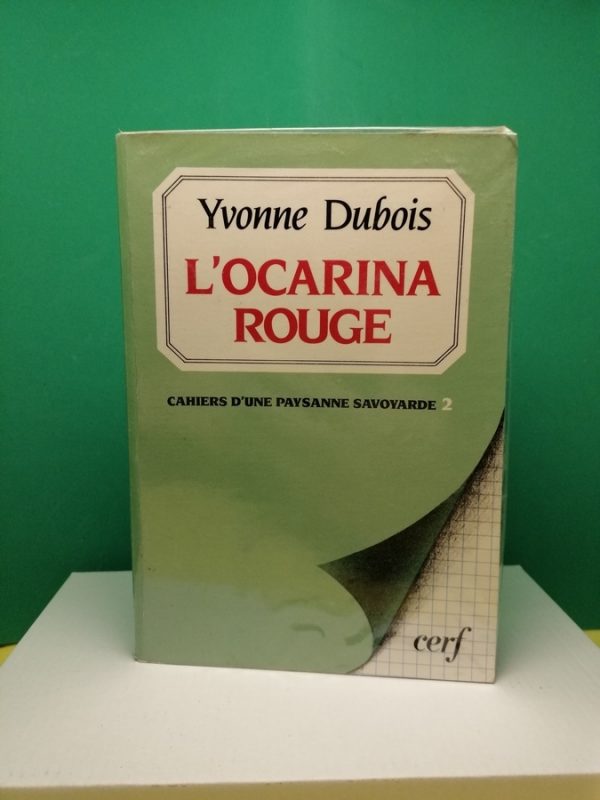 Yvonne Dubois
L'OCARINA
ROUGE
CAHIERS D'UNE PAYSANNE SAVOYARDE 2
cerf